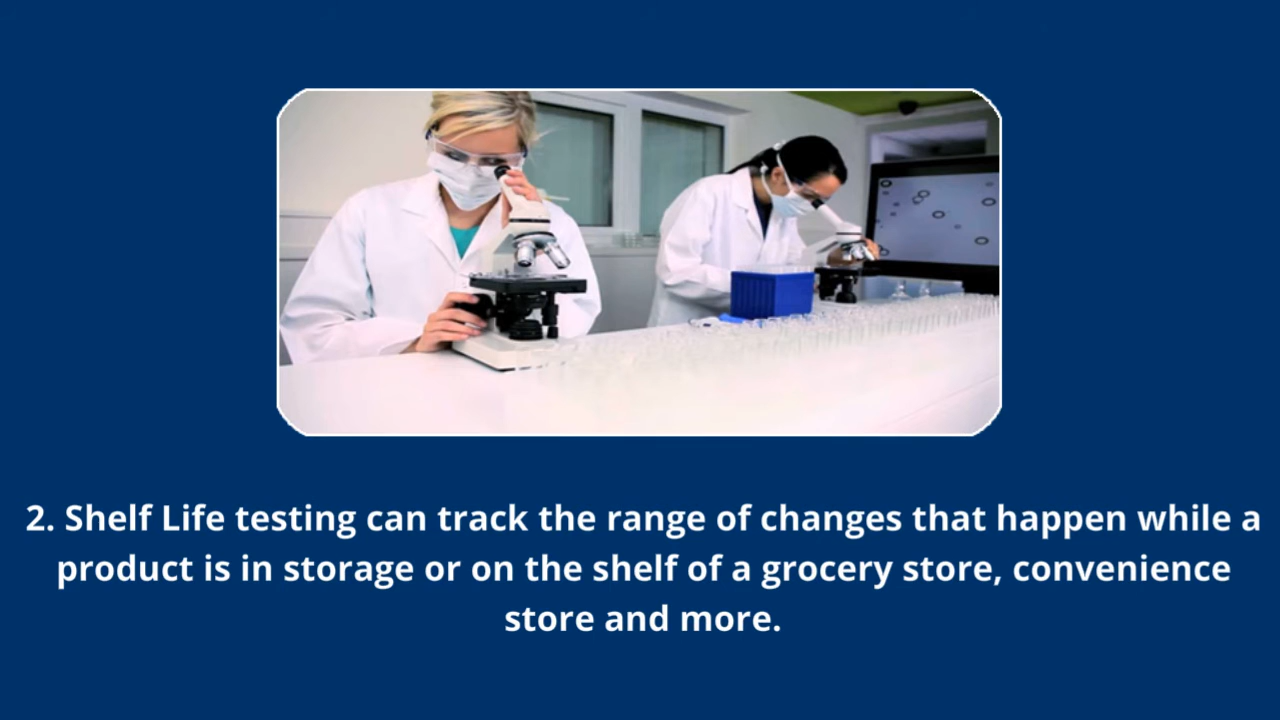 2. Shelf Life testing can track the range of changes that happen while a
product is in storage or on the shelf of a grocery store, convenience
store and more.